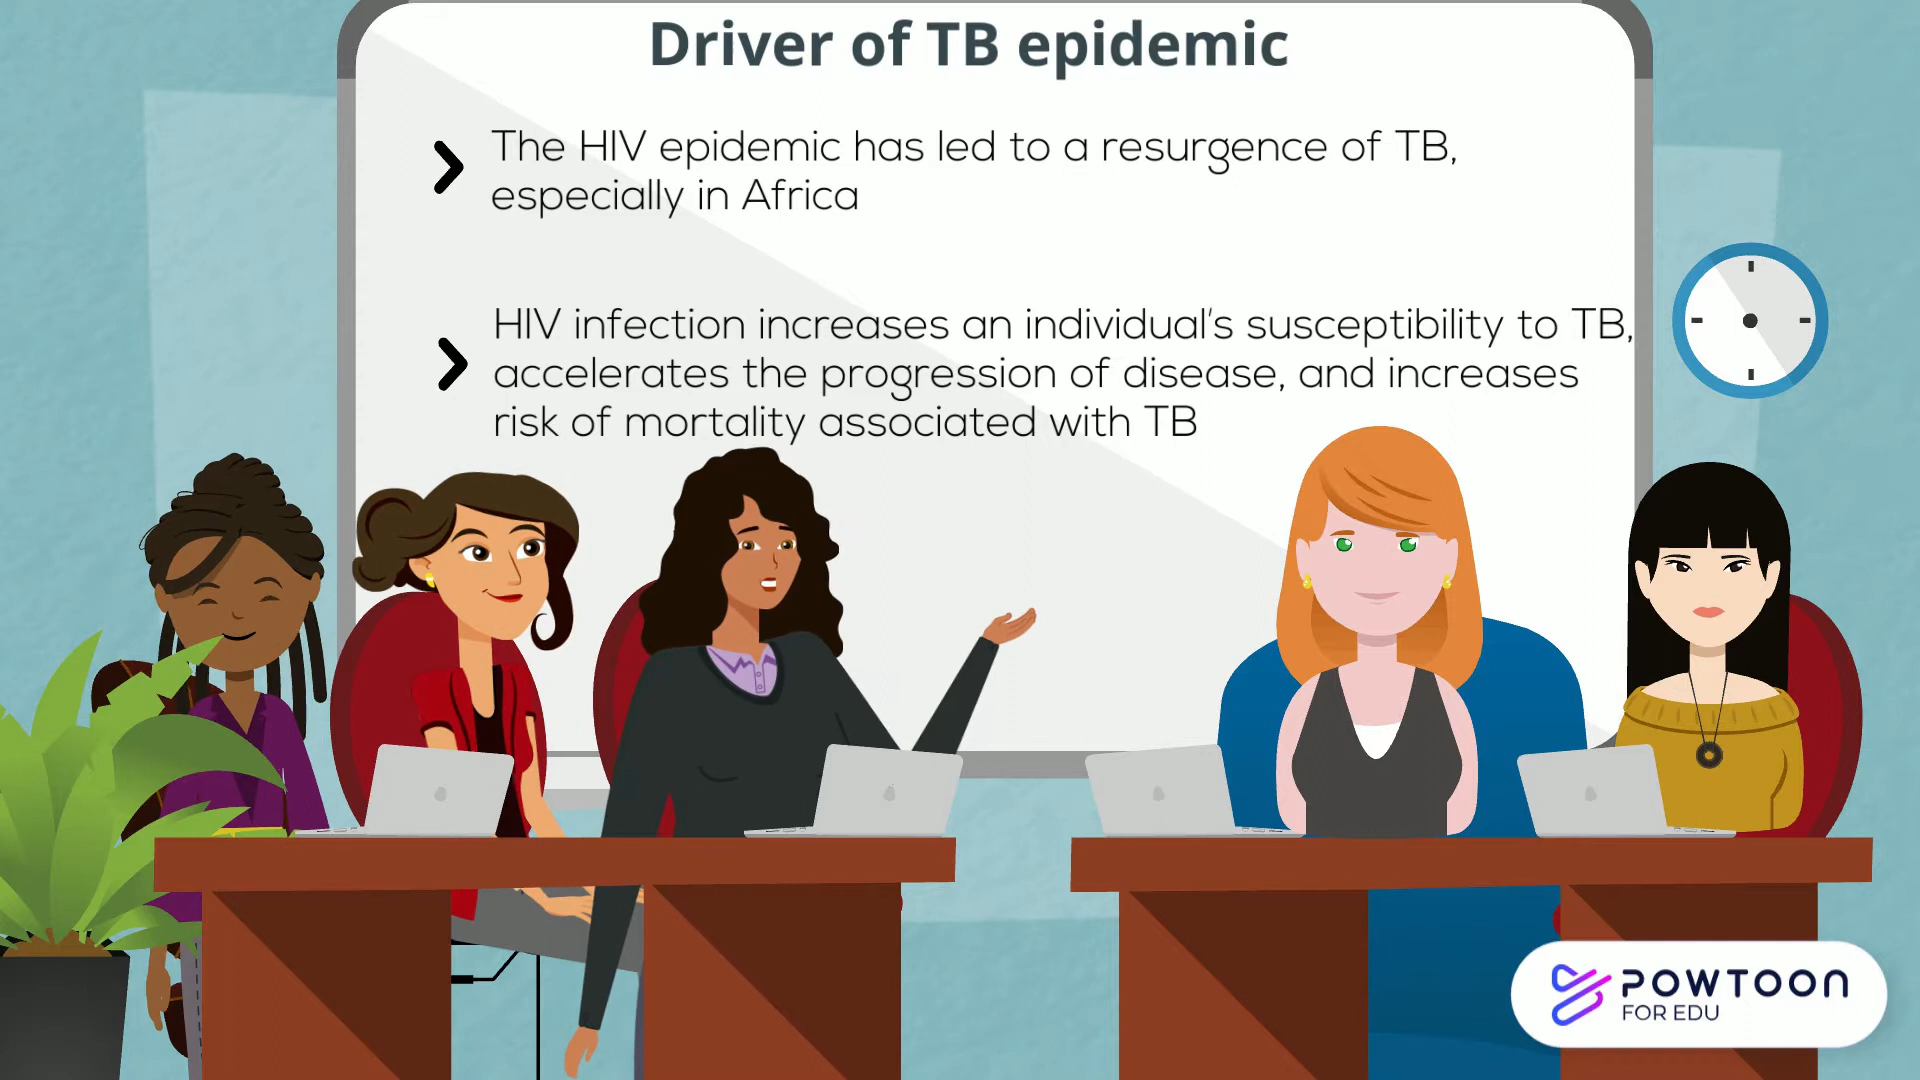 Driver of TB epidemic
The HIV epidemic has led to a resurgence of TB,
especially in Africa
HIV infection increases an individual's susceptibility to TB,
accelerates the progression of disease, and increases
risk of mortality associated with TB
POWTOON
FOR EDU